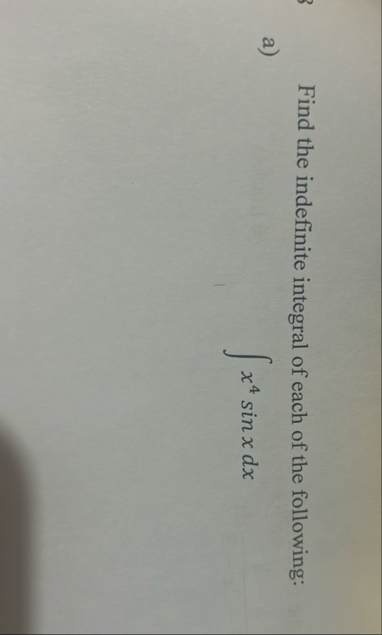 Find the indefinite integral of each of the following:
a)
∫ x⁴ sin x dx